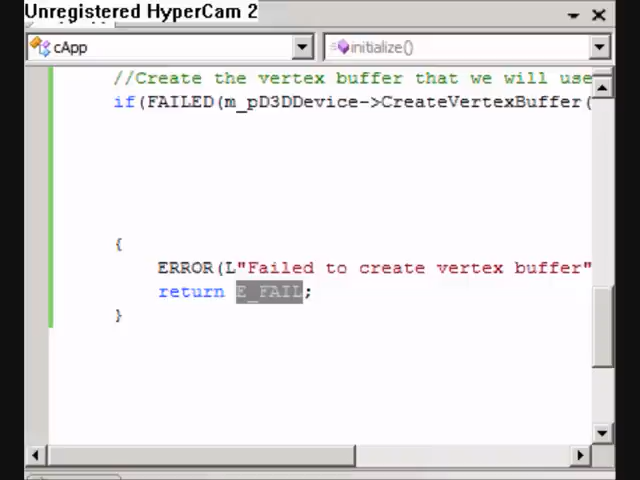 Unregistered HyperCam 2
cApp
initialize()
//Create the vertex buffer that we will use
if(FAILED(m_pD3DDevice->CreateVertexBuffer(
{
ERROR(L"Failed to create vertex buffer"
return E_FAIL;
}